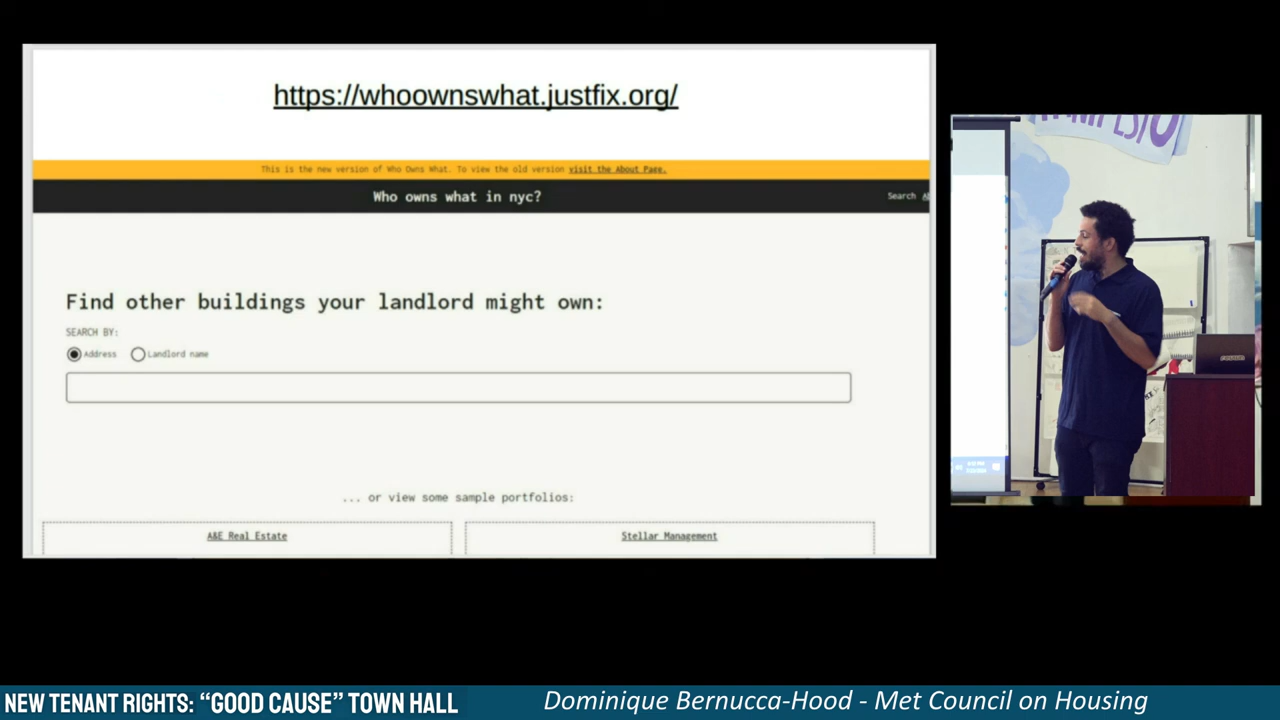 https://whoownswhat.justfix.org/
This is the new version of Who Owns What. To view the old version visit the About Page.
Who owns what in nyc?
Search
Find other buildings your landlord might own:
SEARCH BY:
Address
Landlord name
... or view some sample portfolios:
A&E Real Estate
Stellar Management
NEW TENANT RIGHTS: “GOOD CAUSE” TOWN HALL
Dominique Bernucca-Hood - Met Council on Housing